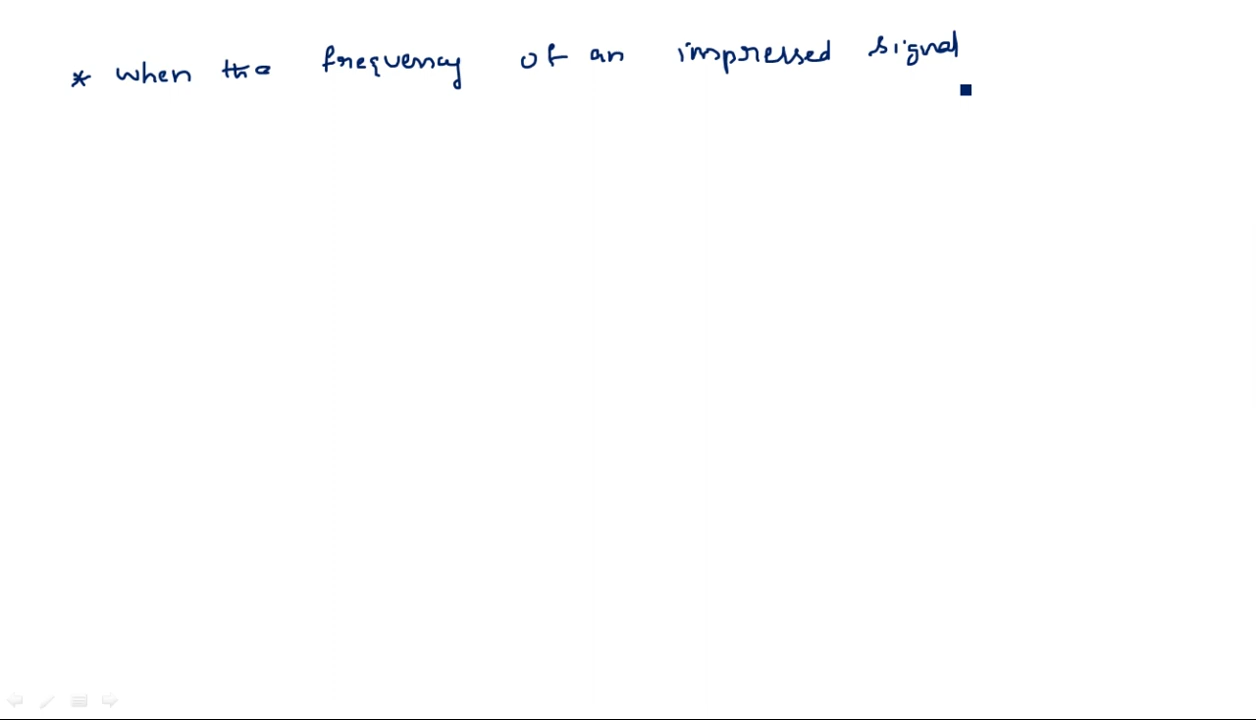 * when the frequency of an impressed signal